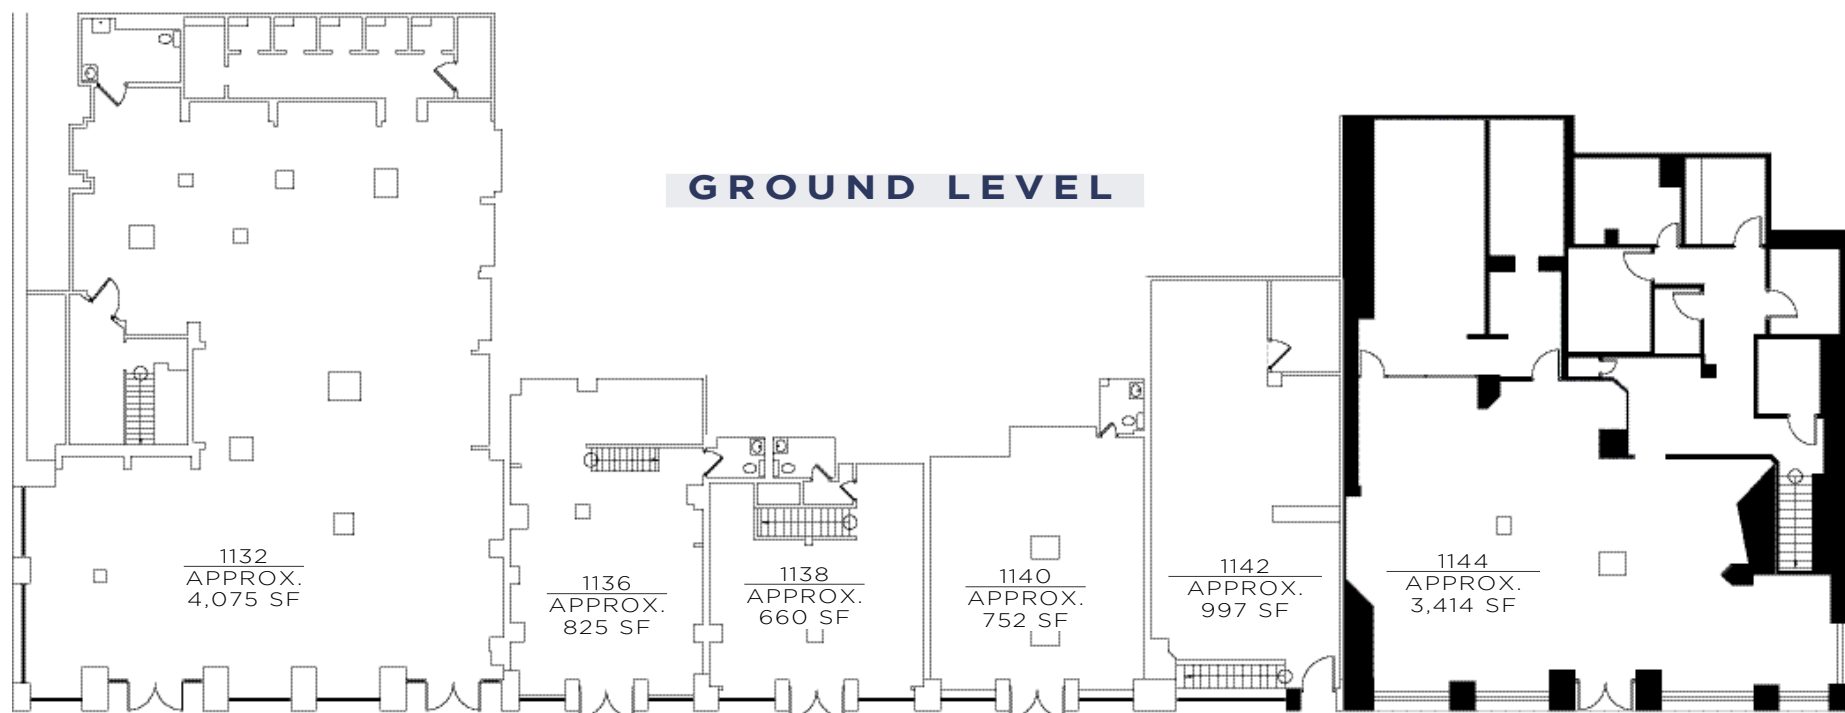 GROUND LEVEL
1132
APPROX.
4,075 SF
1136
APPROX.
825 SF
1138
APPROX.
660 SF
1140
APPROX.
752 SF
1142
APPROX.
997 SF
1144
APPROX.
3,414 SF